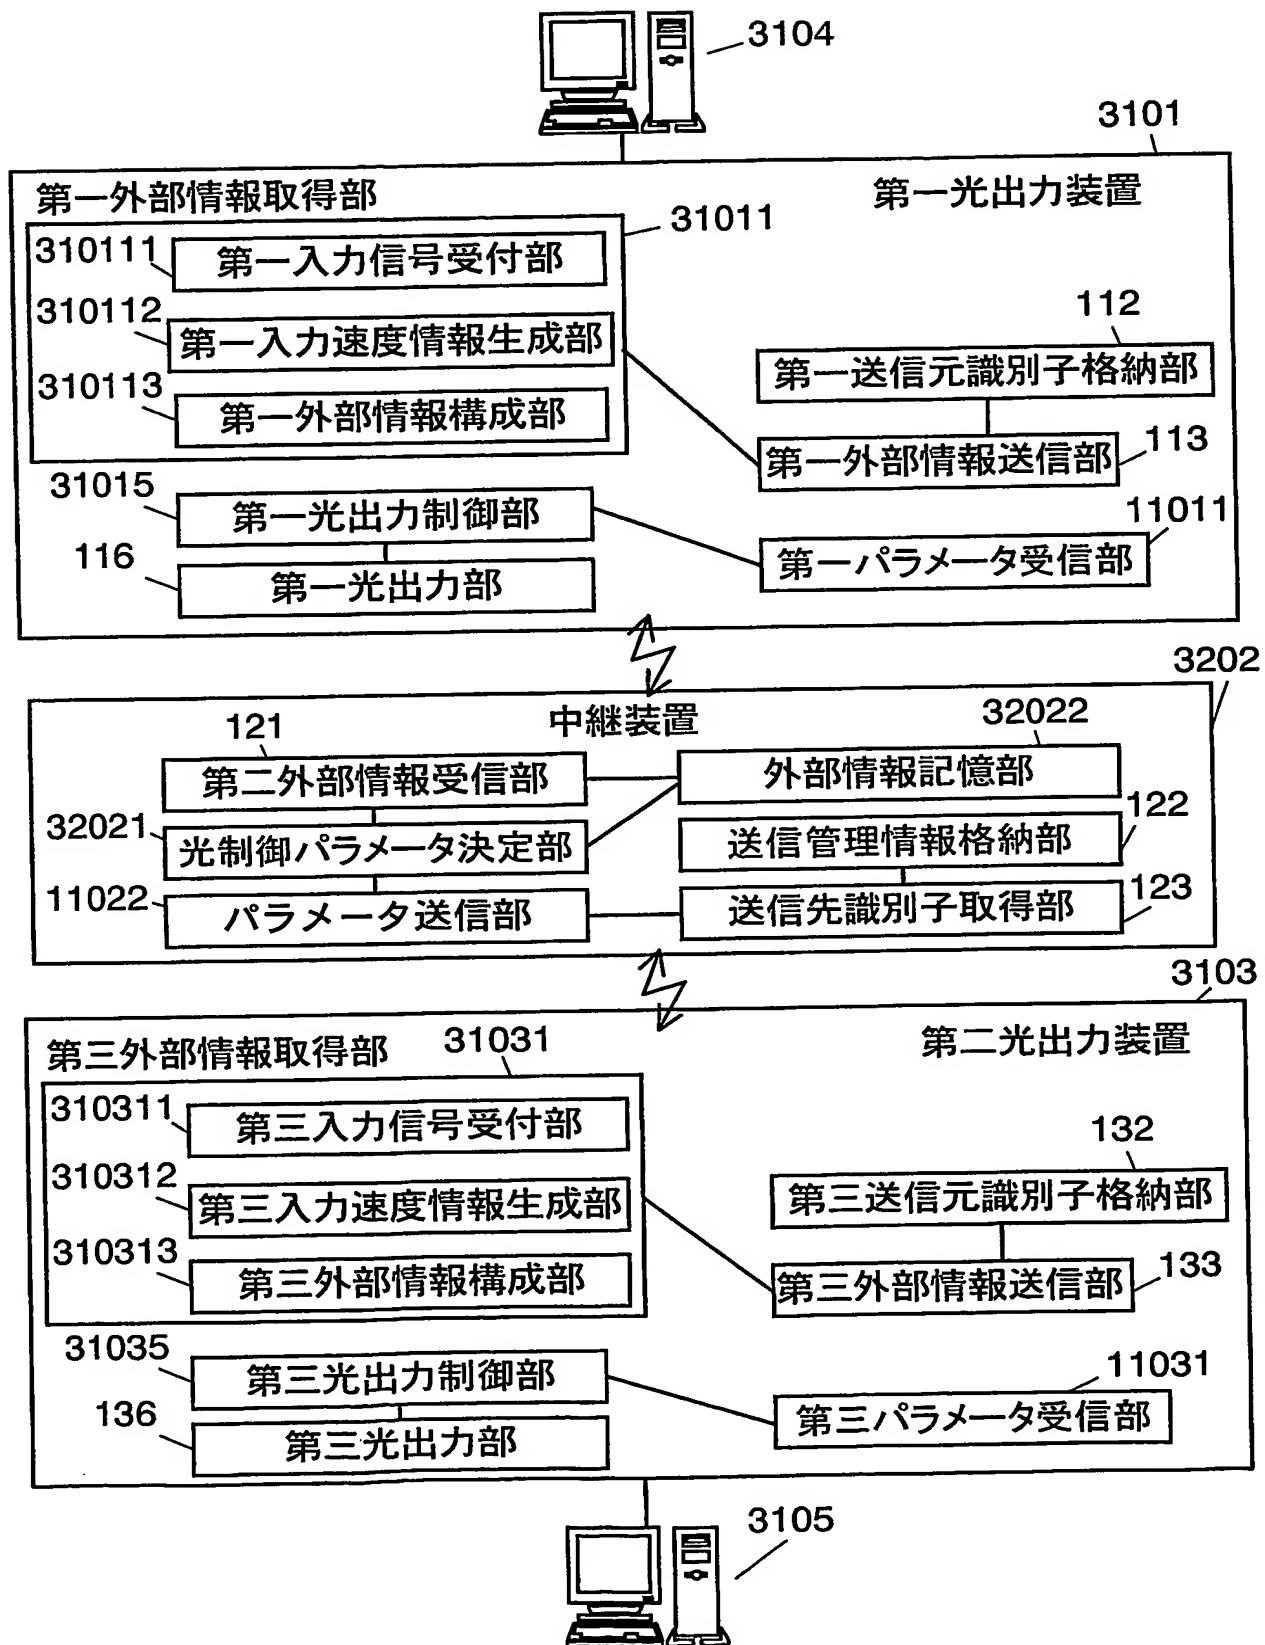 3104
3101
第一外部情報取得部
第一光出力装置
31011
310111
第一入力信号受付部
310112
第一入力速度情報生成部
112
第一送信元識別子格納部
310113
第一外部情報構成部
第一外部情報送信部
113
31015
第一光出力制御部
11011
第一パラメータ受信部
116
第一光出力部
3202
中継装置
121
32022
第二外部情報受信部
外部情報記憶部
32021
光制御パラメータ決定部
122
送信管理情報格納部
11022
パラメータ送信部
送信先識別子取得部
123
3103
第三外部情報取得部
31031
第二光出力装置
310311
第三入力信号受付部
132
310312
第三入力速度情報生成部
第三送信元識別子格納部
310313
第三外部情報構成部
第三外部情報送信部
133
31035
第三光出力制御部
11031
第三パラメータ受信部
136
第三光出力部
3105